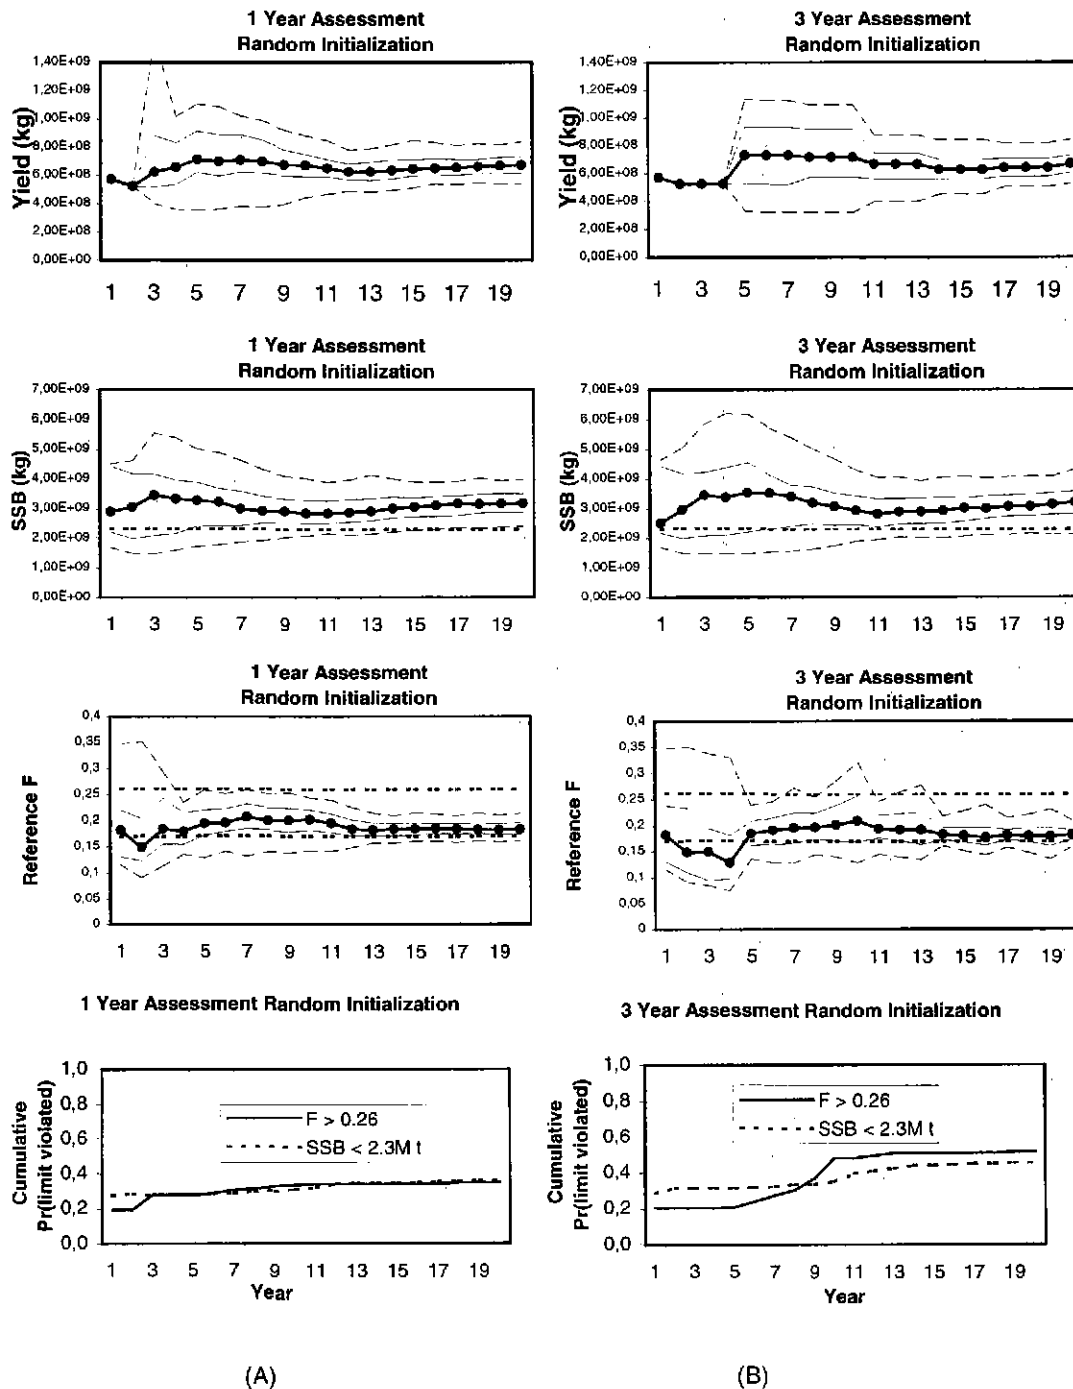 1 Year Assessment
Random Initialization
1,40E+09
1,20E+09
1,00E+09
8,00E+08
6,00E+08
4,00E+08
2,00E+08
0,00E+00
Yield (kg)
1 3 5 7 9 11 13 15 17 19
3 Year Assessment
Random Initialization
1,40E+09
1,20E+09
1,00E+09
8,00E+08
6,00E+08
4,00E+08
2,00E+08
0,00E+00
Yield (kg)
1 3 5 7 9 11 13 15 17 19
1 Year Assessment
Random Initialization
7,00E+09
6,00E+09
5,00E+09
4,00E+09
3,00E+09
2,00E+09
1,00E+09
0,00E+00
SSB (kg)
1 3 5 7 9 11 13 15 17 19
3 Year Assessment
Random Initialization
7,00E+09
6,00E+09
5,00E+09
4,00E+09
3,00E+09
2,00E+09
1,00E+09
0,00E+00
SSB (kg)
1 3 5 7 9 11 13 15 17 19
1 Year Assessment
Random Initialization
0,4
0,35
0,3
0,25
0,2
0,15
0,1
0,05
0
Reference F
1 3 5 7 9 11 13 15 17 19
3 Year Assessment
Random Initialization
0,4
0,35
0,3
0,25
0,2
0,15
0,1
0,05
0
Reference F
1 3 5 7 9 11 13 15 17 19
1 Year Assessment Random Initialization
1,0
0,8
0,6
0,4
0,2
0,0
Cumulative
Pr(limit violated)
F > 0.26
SSB < 2.3M t
1 3 5 7 9 11 13 15 17 19
Year
3 Year Assessment Random Initialization
1,0
0,8
0,6
0,4
0,2
0,0
Cumulative
Pr(limit violated)
F > 0.26
SSB < 2.3M t
1 3 5 7 9 11 13 15 17 19
Year
(A)
(B)